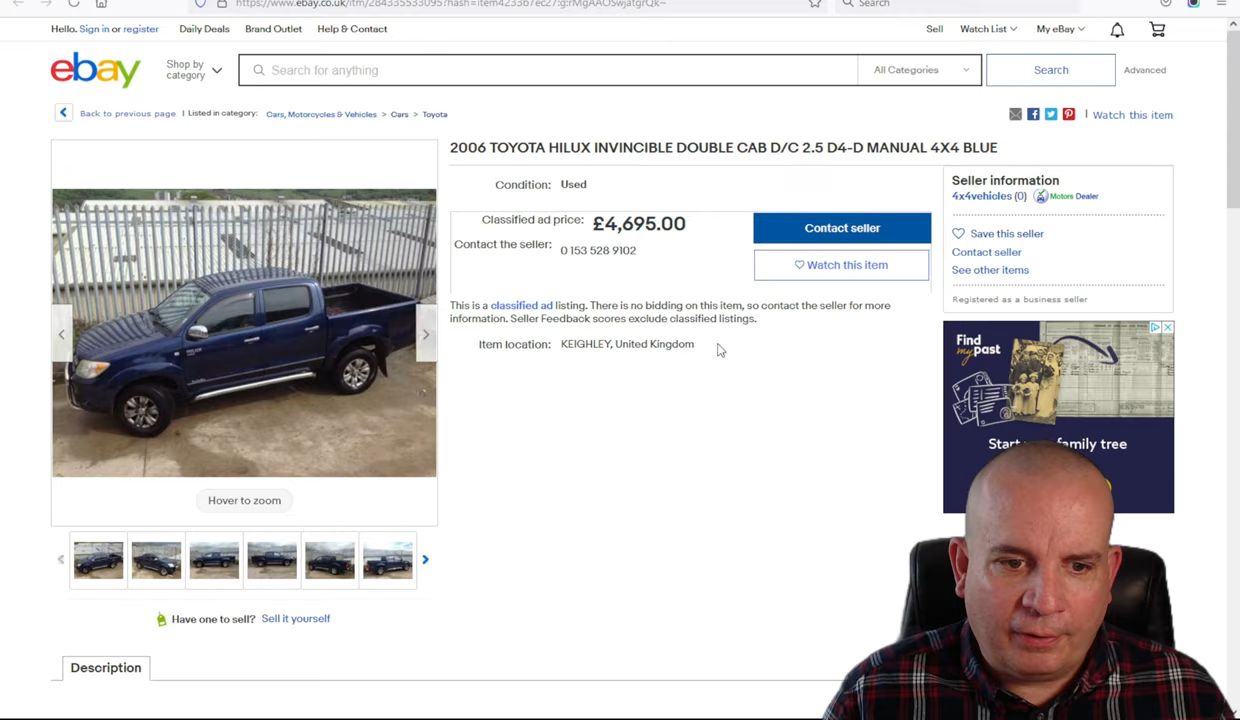 Hello. Sign in or register
Daily Deals
Brand Outlet
Help & Contact
Sell
Watch List
My eBay
ebay
Shop by
category
Search for anything
All Categories
Search
Advanced
Back to previous page
Listed in category:
Cars, Motorcycles & Vehicles > Cars > Toyota
Watch this item
2006 TOYOTA HILUX INVINCIBLE DOUBLE CAB D/C 2.5 D4-D MANUAL 4X4 BLUE
Condition: Used
Classified ad price: £4,695.00
Contact the seller: 0 153 528 9102
Contact seller
Watch this item
This is a classified ad listing. There is no bidding on this item, so contact the seller for more
information. Seller Feedback scores exclude classified listings.
Item location: KEIGHLEY, United Kingdom
Seller information
4x4vehicles (0)
Motors Dealer
Save this seller
Contact seller
See other items
Registered as a business seller
Find
my past
family tree
Hover to zoom
Have one to sell? Sell it yourself
Description